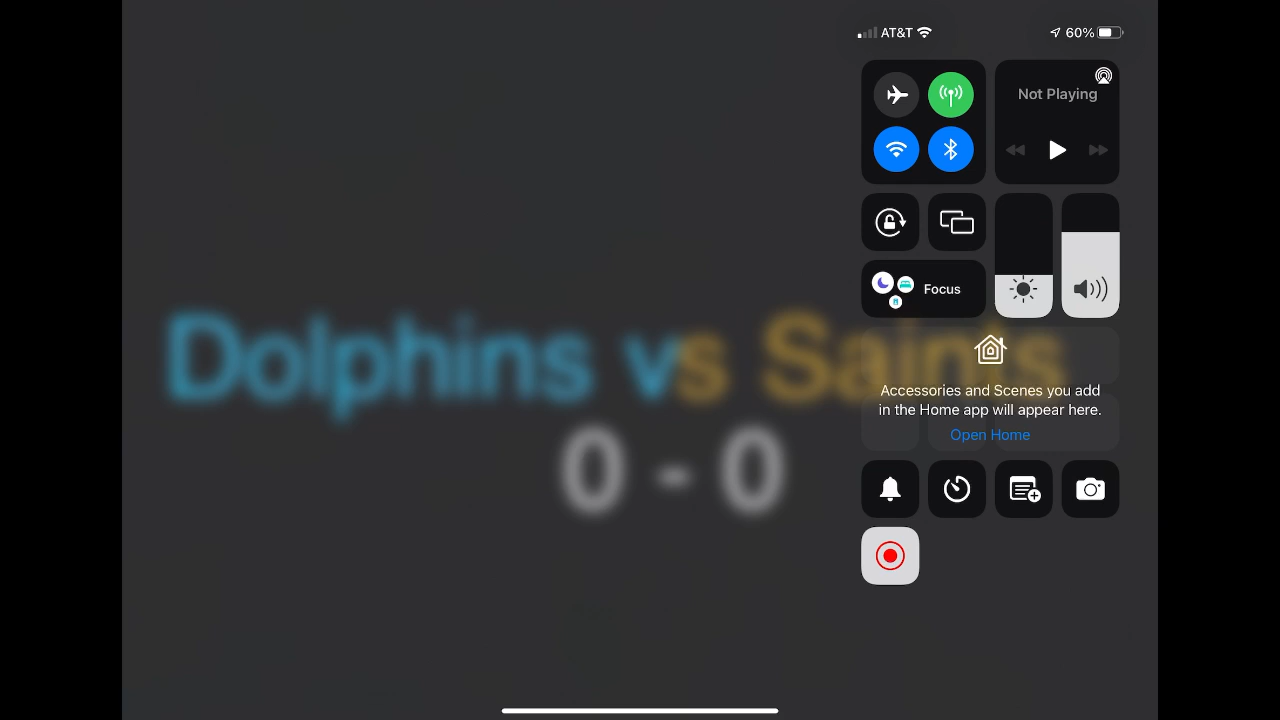 AT&T 60%
Not Playing
Focus
Dolphins vs Saints
Accessories and Scenes you add
in the Home app will appear here.
Open Home
0 - 0